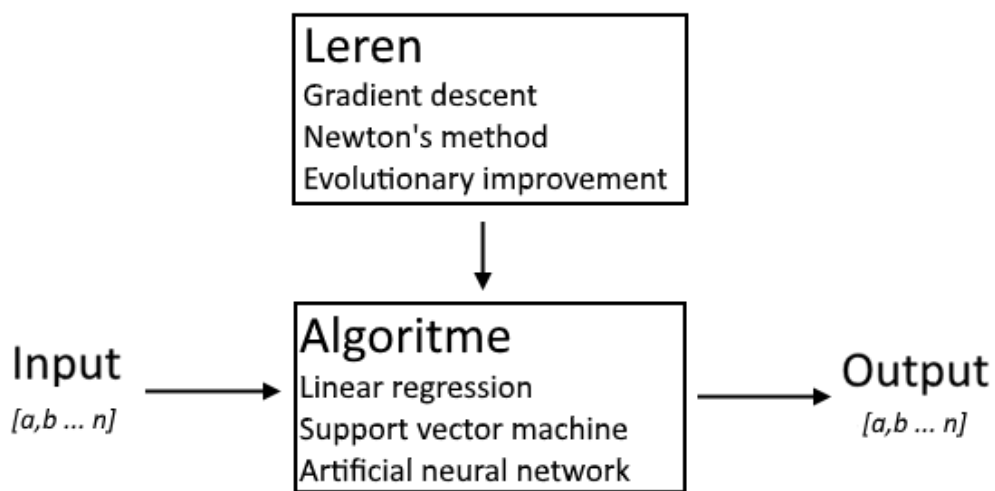 Leren
Gradient descent
Newton's method
Evolutionary improvement
Input
[a,b ... n]
Algoritme
Linear regression
Support vector machine
Artificial neural network
Output
[a,b ... n]